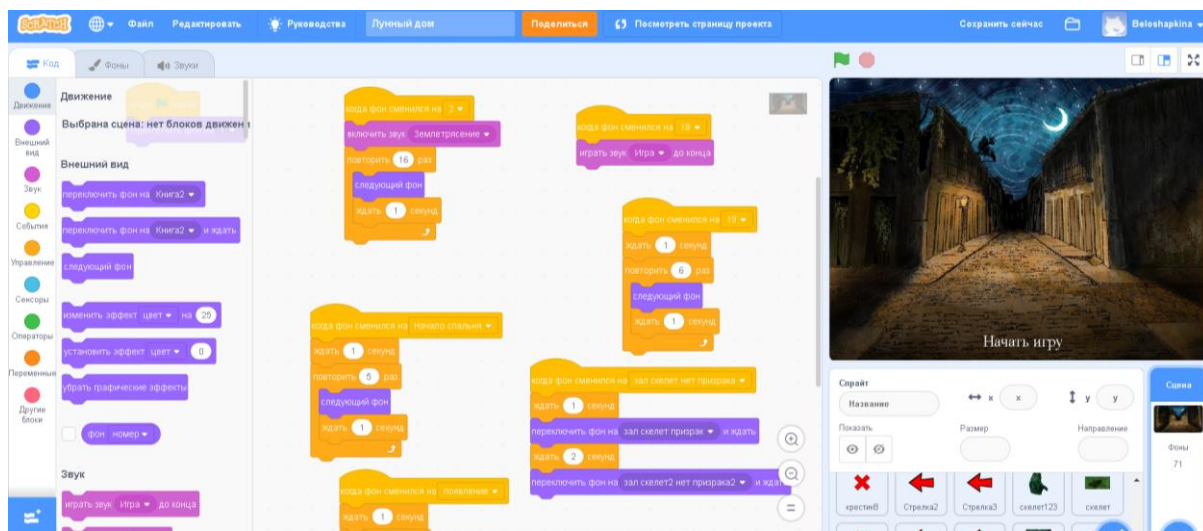 SCRATCH Файл Редактировать Руководства Лунный дом Поделиться Посмотреть страницу проекта Сохранить сейчас Beloshapkina
Код Фоны Звуки
Движение
Внешний вид
Звук
События
Управление
Сенсоры
Операторы
Переменные
Другие блоки
Движение
Выбрана сцена: нет блоков движен
Внешний вид
переключить фон на Книга2
переключить фон на Книга2 и ждать
следующий фон
изменить эффект цвет на 25
установить эффект цвет 0
убрать графические эффекты
фон номер
Звук
играть звук Игра до конца
когда фон сменился на 2
включить звук Землетрясение
повторить 16 раз
следующий фон
ждать 1 секунд
когда фон сменился на 19
играть звук Игра до конца
когда фон сменился на 19
ждать 1 секунд
повторить 6 раз
следующий фон
ждать 1 секунд
когда фон сменился на Начало спальня
ждать 1 секунд
повторить 5 раз
следующий фон
ждать 1 секунд
когда фон сменился на зал скелет нет призрака
ждать 1 секунд
переключить фон на зал скелет призрак и ждать
ждать 2 секунд
переключить фон на зал скелет2 нет призрака2 и ждать
когда фон сменился на появление
ждать 1 секунд
Начать игру
Спрайт
Название
x x
y y
Показать
Размер
Направление
крестик8 Стрелка2 Стрелка3 скелет123 скелет
Сцена
Фоны
71